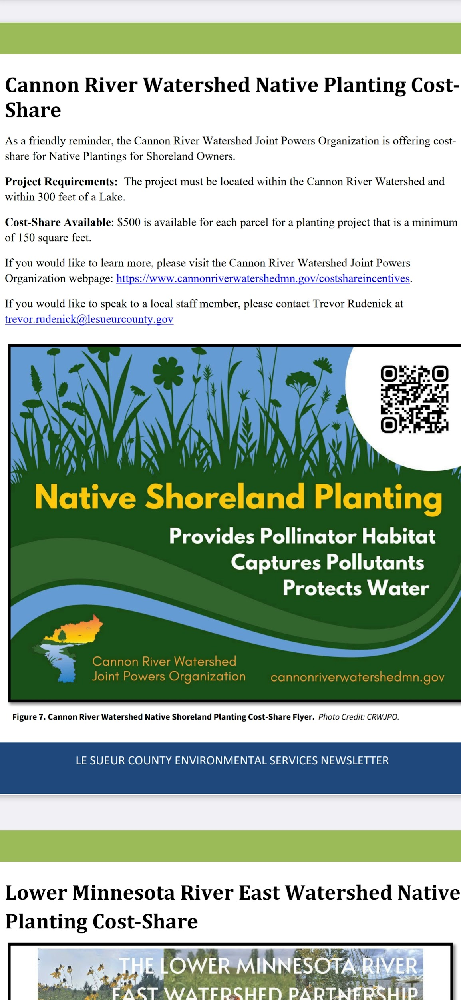 Cannon River Watershed Native Planting Cost-
Share
As a friendly reminder, the Cannon River Watershed Joint Powers Organization is offering cost-
share for Native Plantings for Shoreland Owners.
Project Requirements:  The project must be located within the Cannon River Watershed and
within 300 feet of a Lake.
Cost-Share Available: $500 is available for each parcel for a planting project that is a minimum
of 150 square feet.
If you would like to learn more, please visit the Cannon River Watershed Joint Powers
Organization webpage: https://www.cannonriverwatershedmn.gov/costshareincentives.
If you would like to speak to a local staff member, please contact Trevor Rudenick at
trevor.rudenick@lesueurcounty.gov
Native Shoreland Planting
Provides Pollinator Habitat
Captures Pollutants
Protects Water
Cannon River Watershed
Joint Powers Organization
cannonriverwatershedmn.gov
Figure 7. Cannon River Watershed Native Shoreland Planting Cost-Share Flyer. Photo Credit: CRWJPO.
LE SUEUR COUNTY ENVIRONMENTAL SERVICES NEWSLETTER
Lower Minnesota River East Watershed Native
Planting Cost-Share
THE LOWER MINNESOTA RIVER
EAST WATERSHED PARTNERSHIP